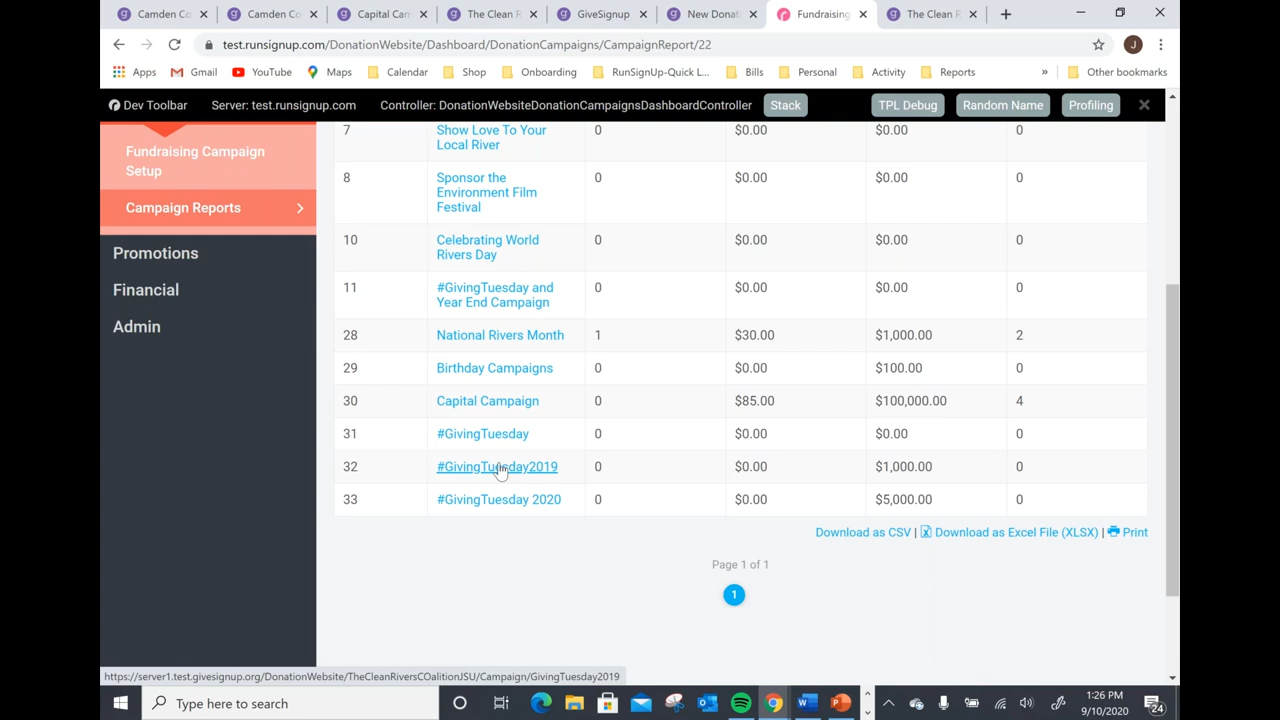 Camden Co
Camden Co
Capital Cam
The Clean R
GiveSignup
New Donat
Fundraising
The Clean R
test.runsignup.com/DonationWebsite/Dashboard/DonationCampaigns/CampaignReport/22
J
Apps Gmail YouTube Maps Calendar Shop Onboarding RunSignUp-Quick L... Bills Personal Activity Reports » Other bookmarks
Dev Toolbar Server: test.runsignup.com Controller: DonationWebsiteDonationCampaignsDashboardController Stack TPL Debug Random Name Profiling
Fundraising Campaign
Setup
Campaign Reports
Promotions
Financial
Admin
7 Show Love To Your 0 $0.00 $0.00 0
Local River
8 Sponsor the 0 $0.00 $0.00 0
Environment Film
Festival
10 Celebrating World 0 $0.00 $0.00 0
Rivers Day
11 #GivingTuesday and 0 $0.00 $0.00 0
Year End Campaign
28 National Rivers Month 1 $30.00 $1,000.00 2
29 Birthday Campaigns 0 $0.00 $100.00 0
30 Capital Campaign 0 $85.00 $100,000.00 4
31 #GivingTuesday 0 $0.00 $0.00 0
32 #GivingTuesday2019 0 $0.00 $1,000.00 0
33 #GivingTuesday 2020 0 $0.00 $5,000.00 0
Download as CSV | Download as Excel File (XLSX) | Print
Page 1 of 1
1
https://server1.test.givesignup.org/DonationWebsite/TheCleanRiversCOalitionJSU/Campaign/GivingTuesday2019
Type here to search
1:26 PM
9/10/2020
24